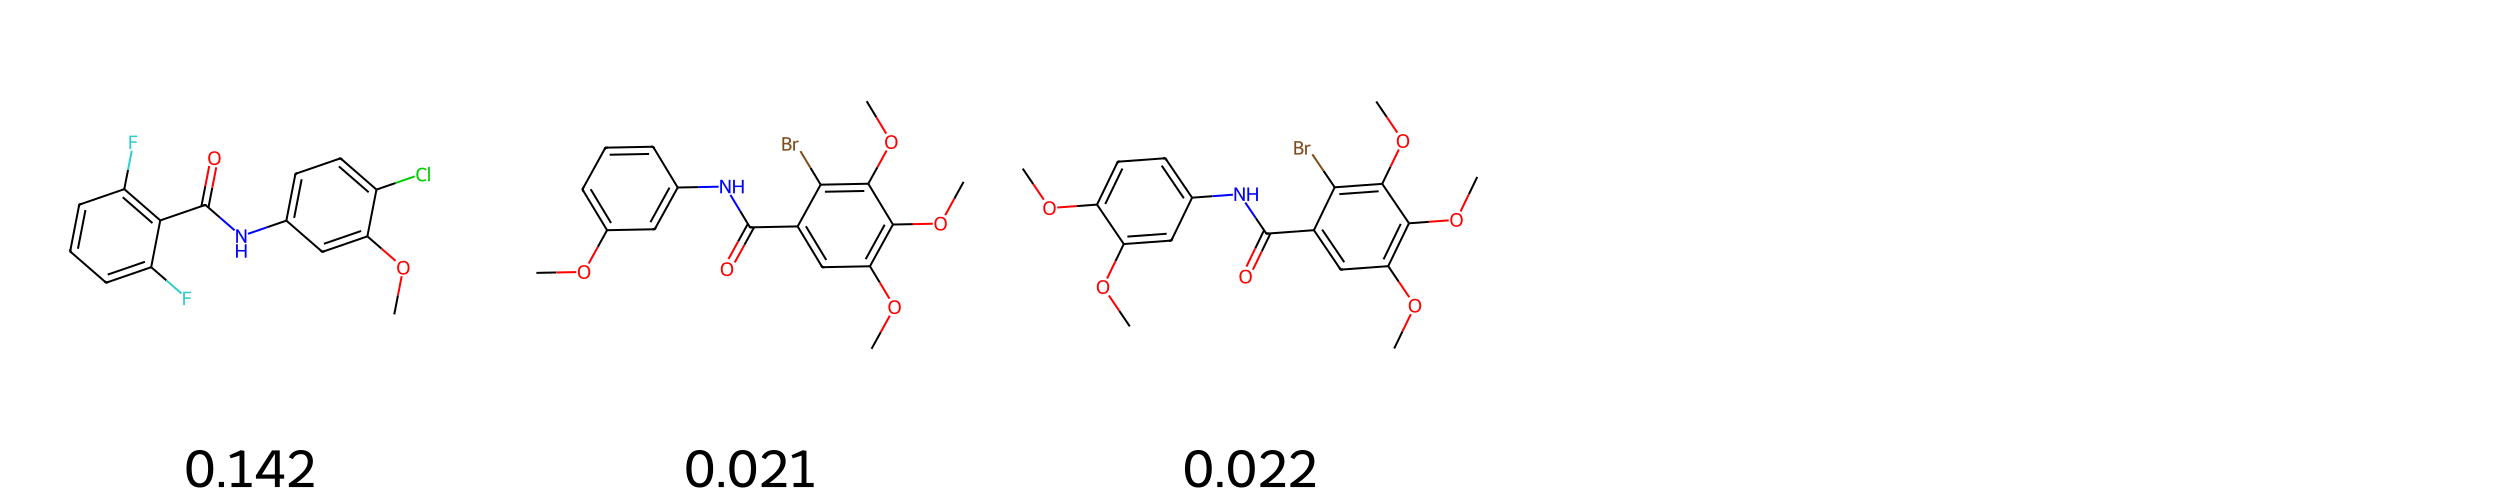 F O Cl N H O F
Br O NH O O O O
Br O O NH O O O O
0.142 0.021 0.022